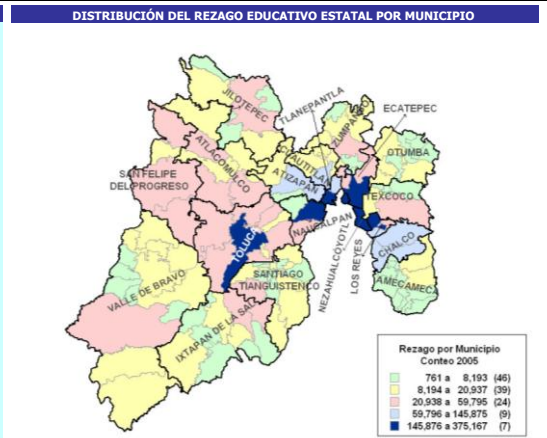 DISTRIBUCIÓN DEL REZAGO EDUCATIVO ESTATAL POR MUNICIPIO
JILOTEPEC
TLANEPANTLA
ECATEPEC
ZUMPANGO
ATLACOMULCO
CUAUTITLAN
OTUMBA
SAN FELIPE
DEL PROGRESO
ATIZAPAN
TEXCOCO
NAUCALPAN
TOLUCA
NEZAHUALCOYOTL
LOS REYES
CHALCO
VALLE DE BRAVO
SANTIAGO
TIANGUISTENCO
AMECAMEC
IXTAPAN DE LA SAL
Rezago por Municipio
Conteo 2005
761 a 8,193 (46)
8,194 a 20,937 (39)
20,938 a 59,795 (24)
59,796 a 145,875 (9)
145,876 a 375,167 (7)